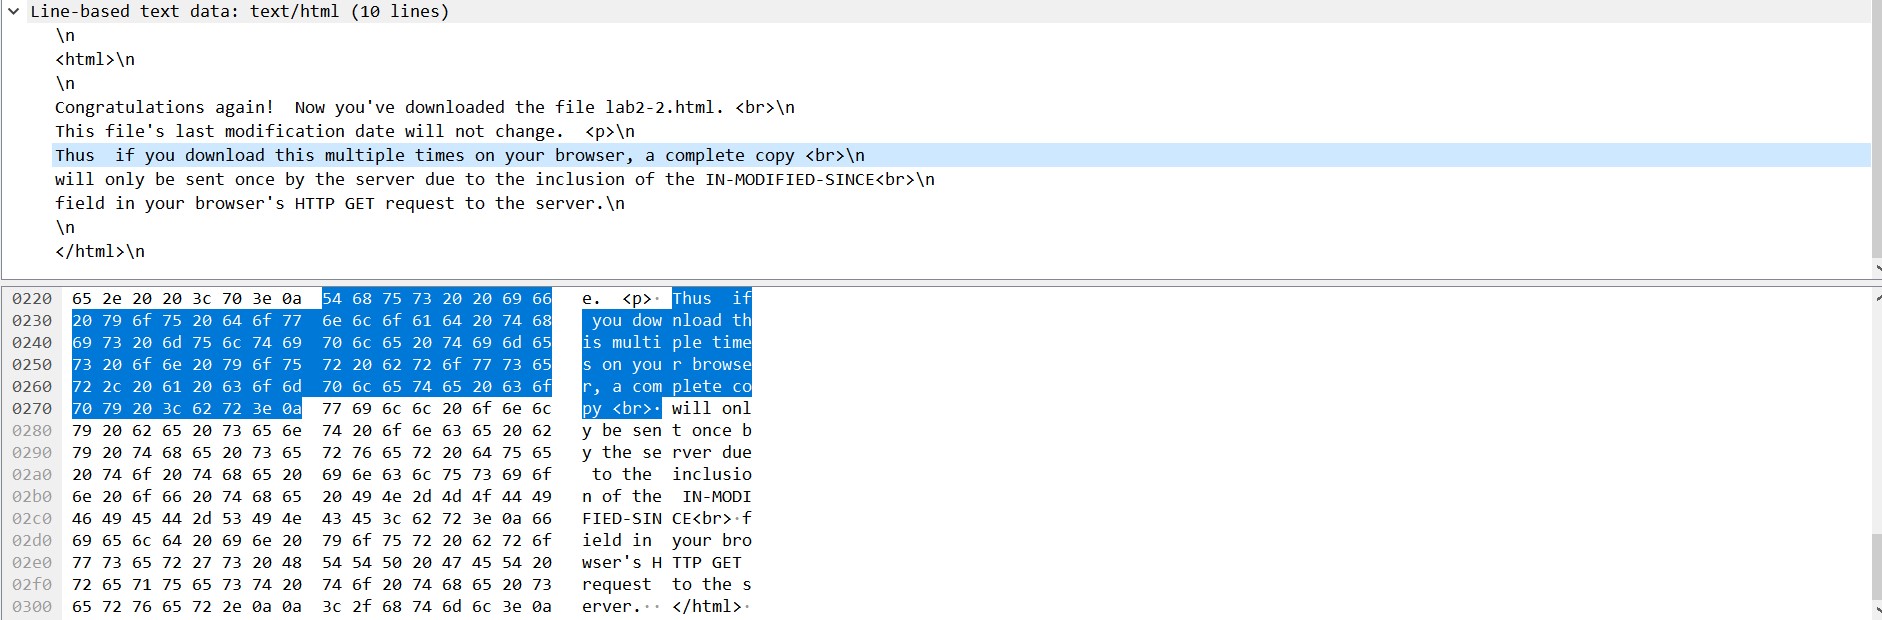 Line-based text data: text/html (10 lines)
\n
<html>\n
\n
Congratulations again!  Now you've downloaded the file lab2-2.html. <br>\n
This file's last modification date will not change.  <p>\n
Thus  if you download this multiple times on your browser, a complete copy <br>\n
will only be sent once by the server due to the inclusion of the IN-MODIFIED-SINCE<br>\n
field in your browser's HTTP GET request to the server.\n
\n
</html>\n
0220 65 2e 20 20 3c 70 3e 0a 54 68 75 73 20 20 69 66 e.  <p>· Thus  if
0230 20 79 6f 75 20 64 6f 77 6e 6c 6f 61 64 20 74 68 you dow nload th
0240 69 73 20 6d 75 6c 74 69 70 6c 65 20 74 69 6d 65 is multi ple time
0250 73 20 6f 6e 20 79 6f 75 72 20 62 72 6f 77 73 65 s on you r browse
0260 72 2c 20 61 20 63 6f 6d 70 6c 65 74 65 20 63 6f r, a com plete co
0270 70 79 20 3c 62 72 3e 0a 77 69 6c 6c 20 6f 6e 6c py <br>· will onl
0280 79 20 62 65 20 73 65 6e 74 20 6f 6e 63 65 20 62 y be sen t once b
0290 79 20 74 68 65 20 73 65 72 76 65 72 20 64 75 65 y the se rver due
02a0 20 74 6f 20 74 68 65 20 69 6e 63 6c 75 73 69 6f to the  inclusio
02b0 6e 20 6f 66 20 74 68 65 20 49 4e 2d 4d 4f 44 49 n of the  IN-MODI
02c0 46 49 45 44 2d 53 49 4e 43 45 3c 62 72 3e 0a 66 FIED-SIN CE<br>·f
02d0 69 65 6c 64 20 69 6e 20 79 6f 75 72 20 62 72 6f ield in  your bro
02e0 77 73 65 72 27 73 20 48 54 54 50 20 47 45 54 20 wser's H TTP GET
02f0 72 65 71 75 65 73 74 20 74 6f 20 74 68 65 20 73 request  to the s
0300 65 72 76 65 72 2e 0a 0a 3c 2f 68 74 6d 6c 3e 0a erver.·· </html>·